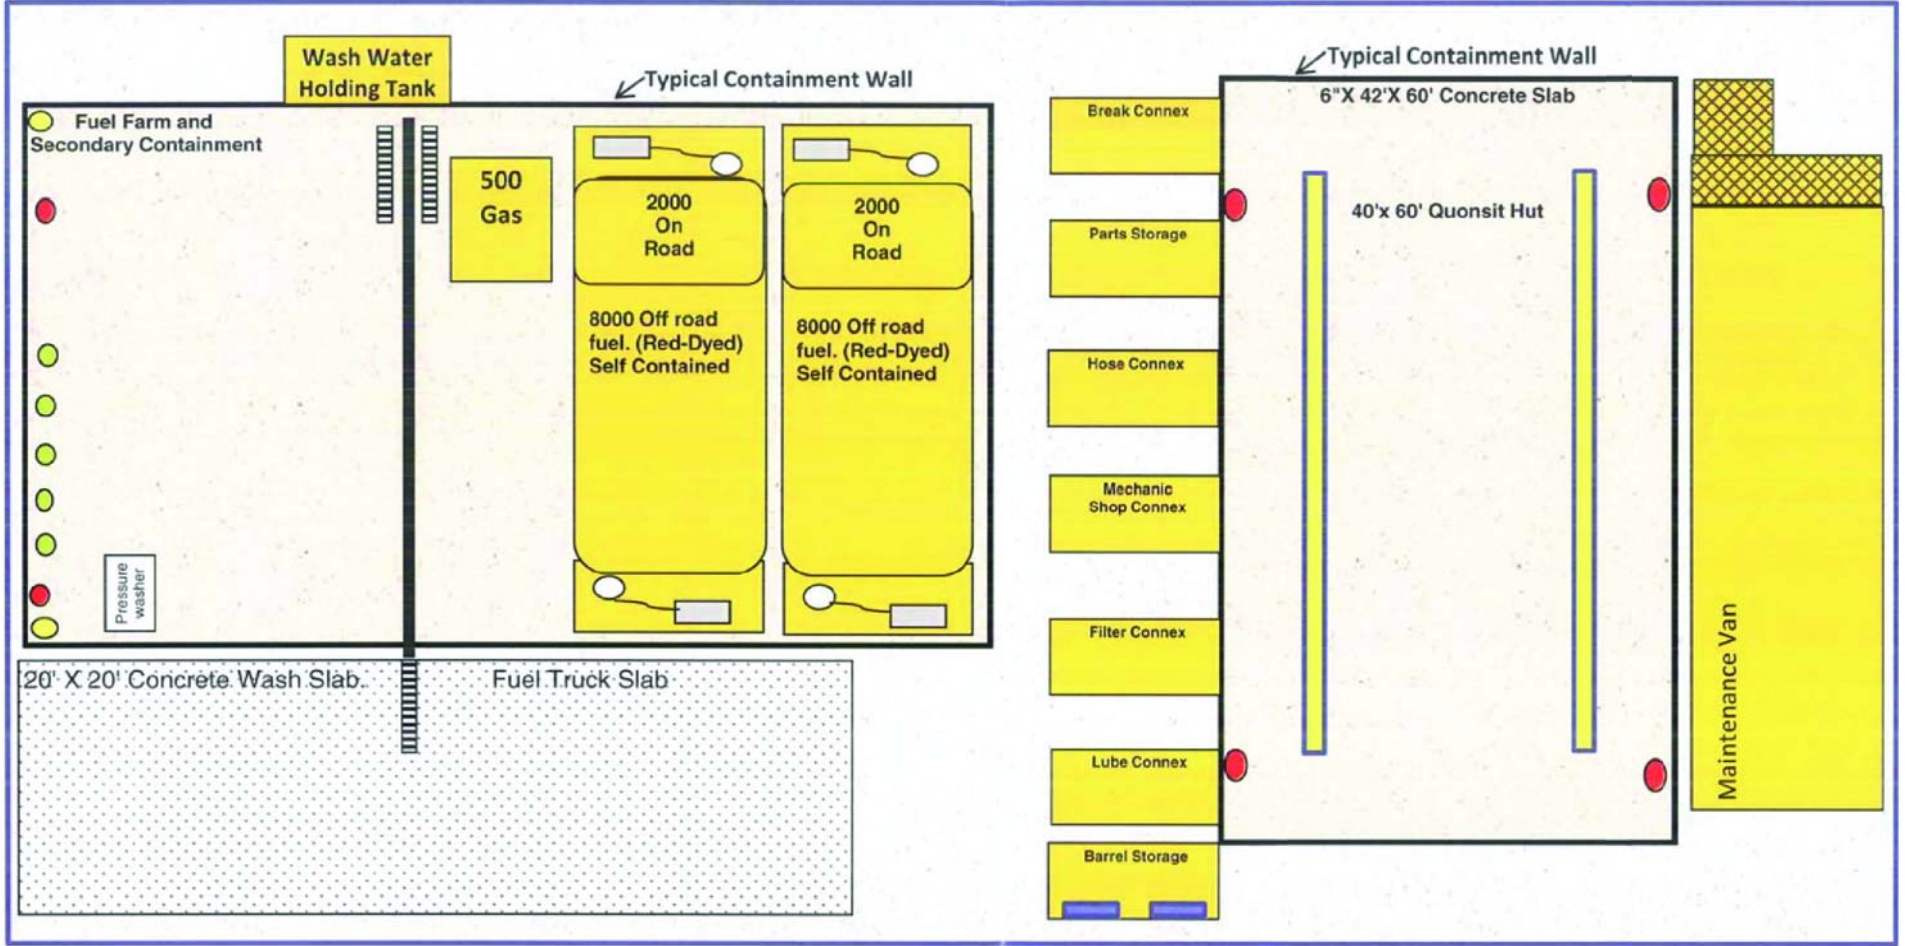 Wash Water
Holding Tank
Typical Containment Wall
Fuel Farm and
Secondary Containment
500
Gas
2000
On
Road
2000
On
Road
8000 Off road
fuel. (Red-Dyed)
Self Contained
8000 Off road
fuel. (Red-Dyed)
Self Contained
Pressure
washer
20' X 20' Concrete Wash Slab.
Fuel Truck Slab
Typical Containment Wall
6"X 42'X 60' Concrete Slab
40'x 60' Quonsit Hut
Break Connex
Parts Storage
Hose Connex
Mechanic
Shop Connex
Filter Connex
Lube Connex
Barrel Storage
Maintenance Van